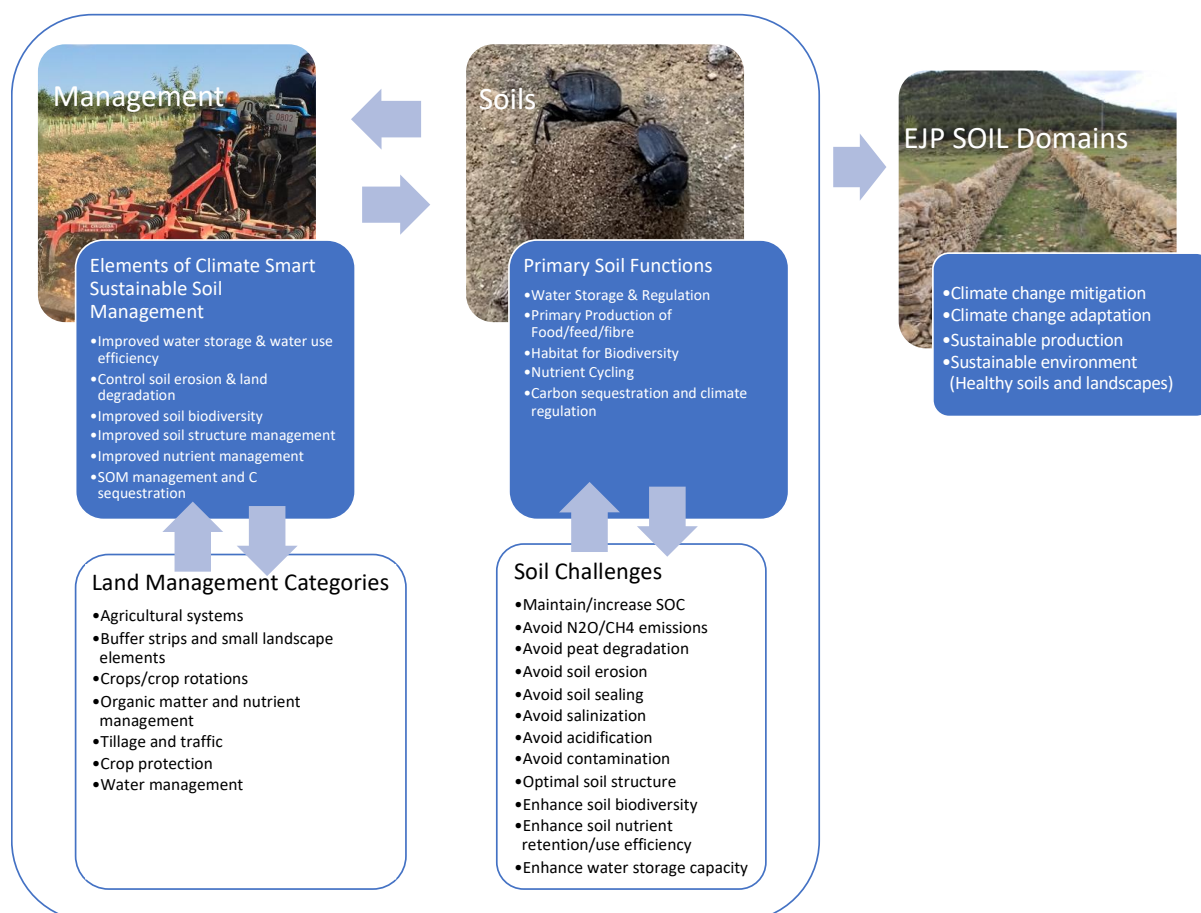 Management
Elements of Climate Smart
Sustainable Soil
Management
•Improved water storage & water use
efficiency
•Control soil erosion & land
degradation
•Improved soil biodiversity
•Improved soil structure management
•Improved nutrient management
•SOM management and C
sequestration
Land Management Categories
•Agricultural systems
•Buffer strips and small landscape
elements
•Crops/crop rotations
•Organic matter and nutrient
management
•Tillage and traffic
•Crop protection
•Water management
Soils
Primary Soil Functions
•Water Storage & Regulation
•Primary Production of
Food/feed/fibre
•Habitat for Biodiversity
•Nutrient Cycling
•Carbon sequestration and climate
regulation
Soil Challenges
•Maintain/increase SOC
•Avoid N2O/CH4 emissions
•Avoid peat degradation
•Avoid soil erosion
•Avoid soil sealing
•Avoid salinization
•Avoid acidification
•Avoid contamination
•Optimal soil structure
•Enhance soil biodiversity
•Enhance soil nutrient
retention/use efficiency
•Enhance water storage capacity
EJP SOIL Domains
•Climate change mitigation
•Climate change adaptation
•Sustainable production
•Sustainable environment
(Healthy soils and landscapes)